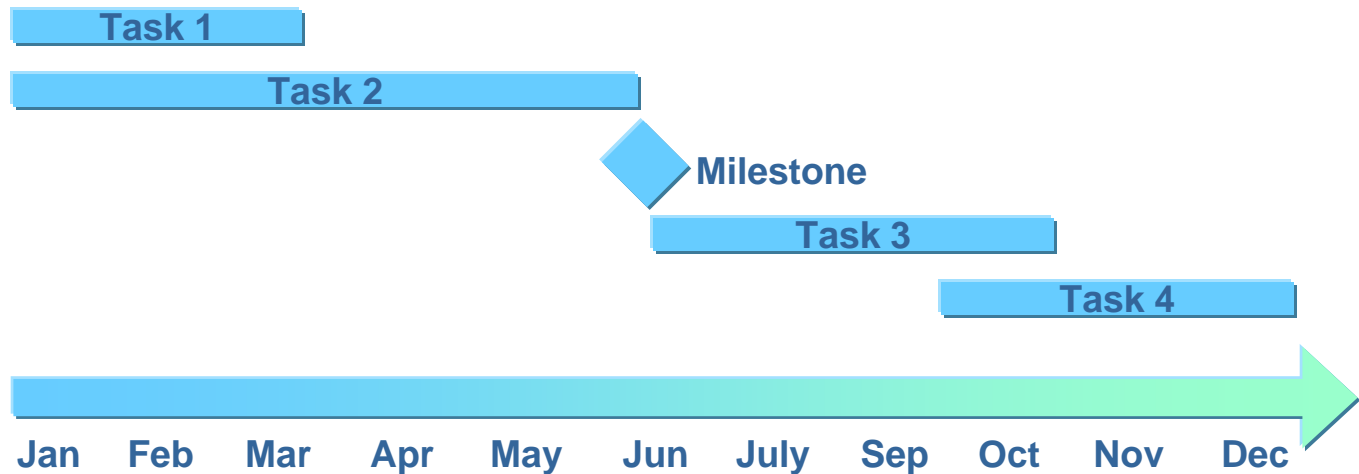 Task 1
Task 2
Milestone
Task 3
Task 4
Jan Feb Mar Apr May Jun July Sep Oct Nov Dec